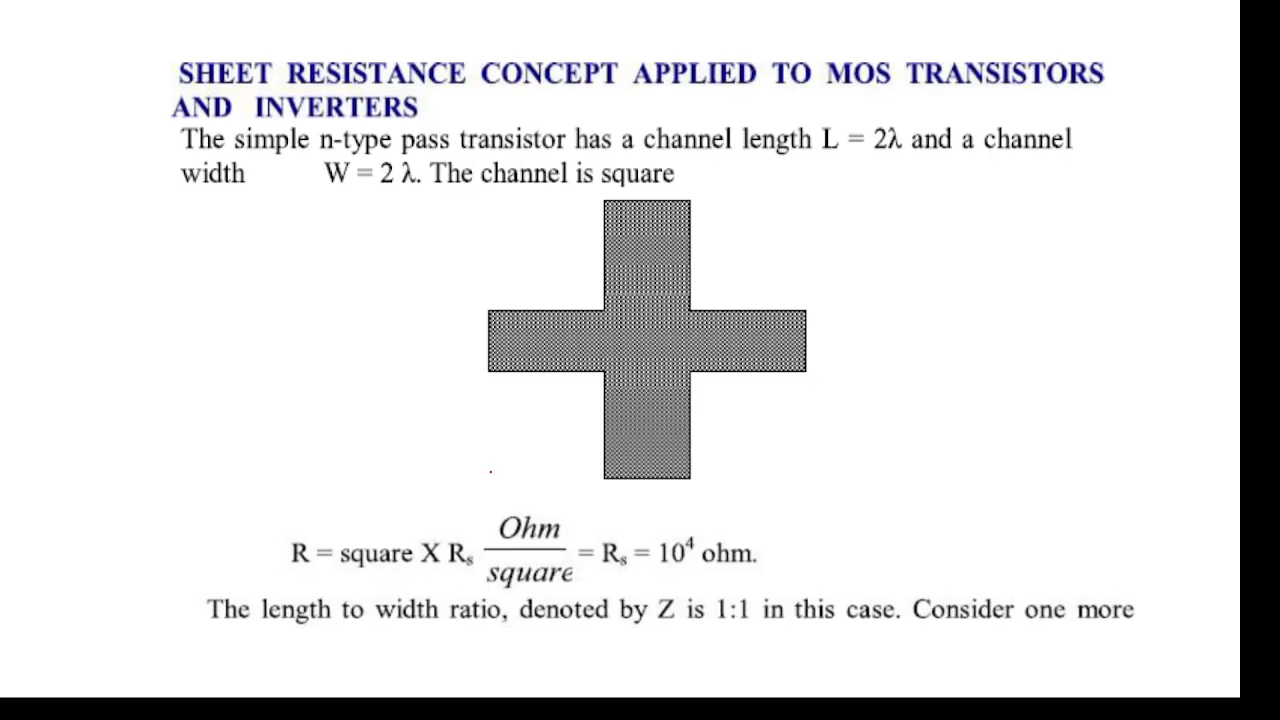 SHEET RESISTANCE CONCEPT APPLIED TO MOS TRANSISTORS
AND INVERTERS
The simple n-type pass transistor has a channel length L = 2λ and a channel
width W = 2 λ. The channel is square
R = square X Rₛ Ohm/square = Rₛ = 10⁴ ohm.
The length to width ratio, denoted by Z is 1:1 in this case. Consider one more